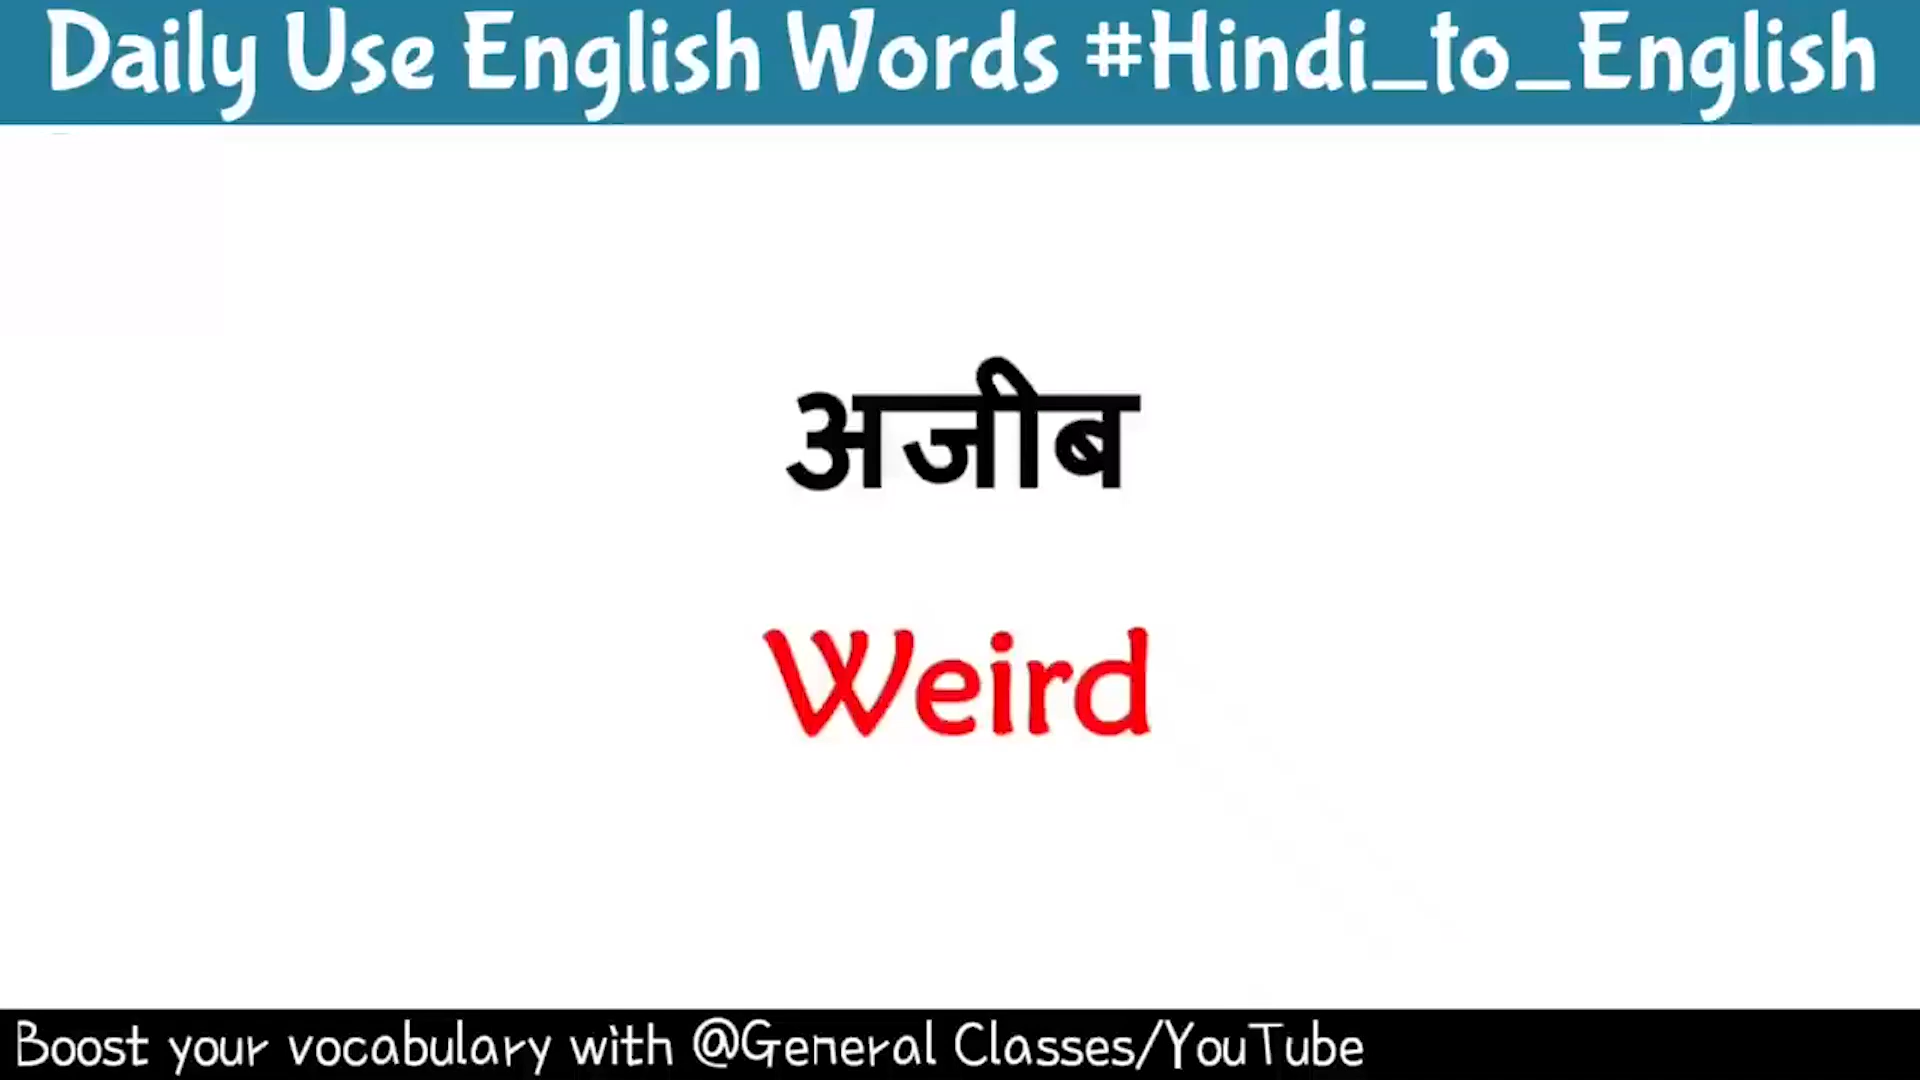 Daily Use English Words #Hindi_to_English
अजीब
Weird
Boost your vocabulary with @General Classes/YouTube